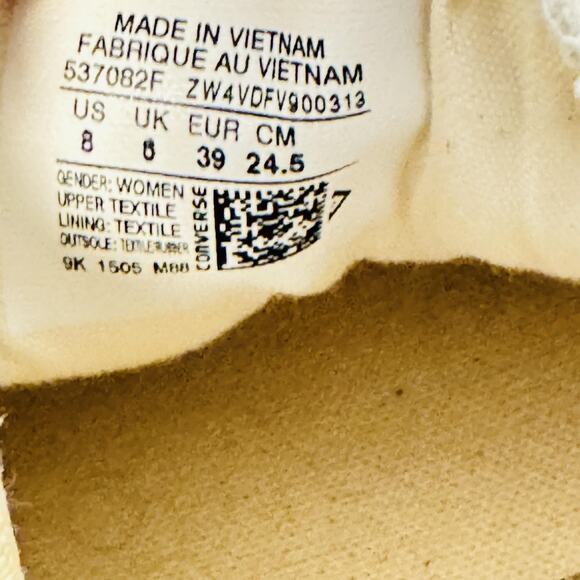 MADE IN VIETNAM
FABRIQUE AU VIETNAM
537082F ZW4VDFV900313
US UK EUR CM
8 6 39 24.5
GENDER: WOMEN
UPPER TEXTILE
LINING: TEXTILE
OUTSOLE: TEXTILE/RUBBER
CONVERSE
9K 1505 M88